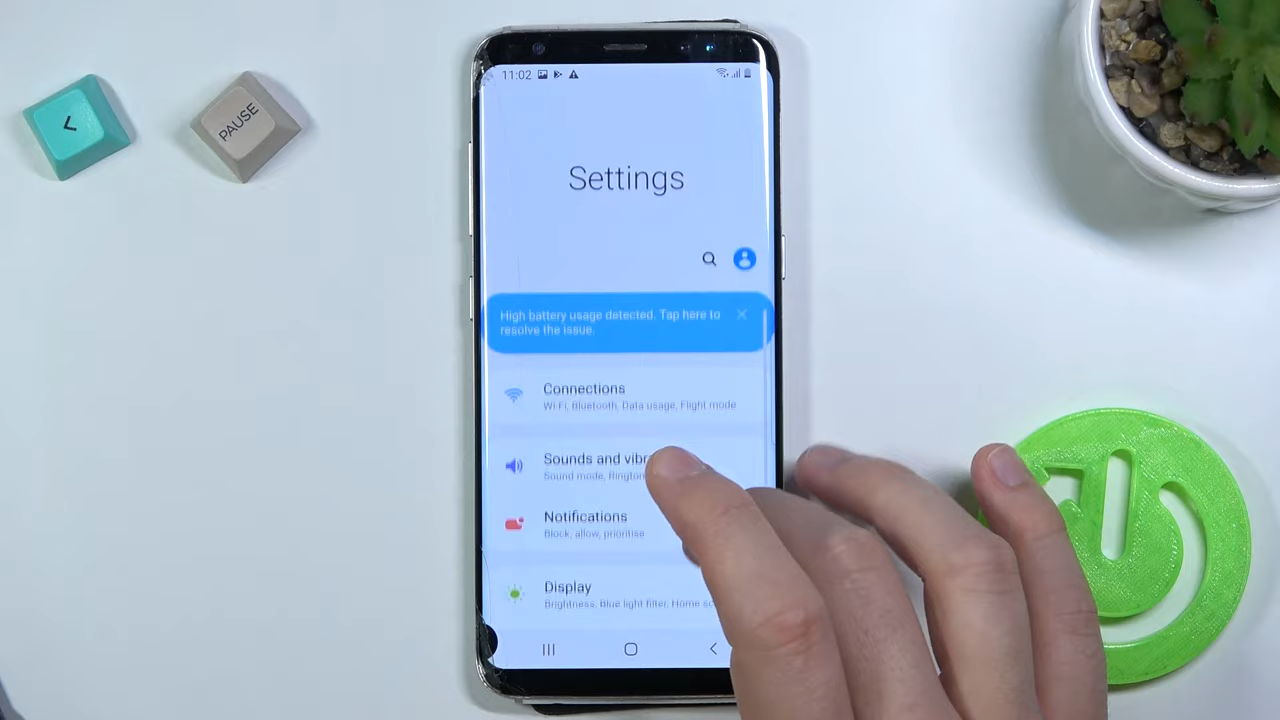 <
PAUSE
11:02
Settings
High battery usage detected. Tap here to
resolve the issue.
Connections
Wi-Fi, Bluetooth, Data usage, Flight mode
Sounds and vibr
Sound mode, Rington
Notifications
Block, allow, prioritise
Display
Brightness, Blue light filter, Home sc